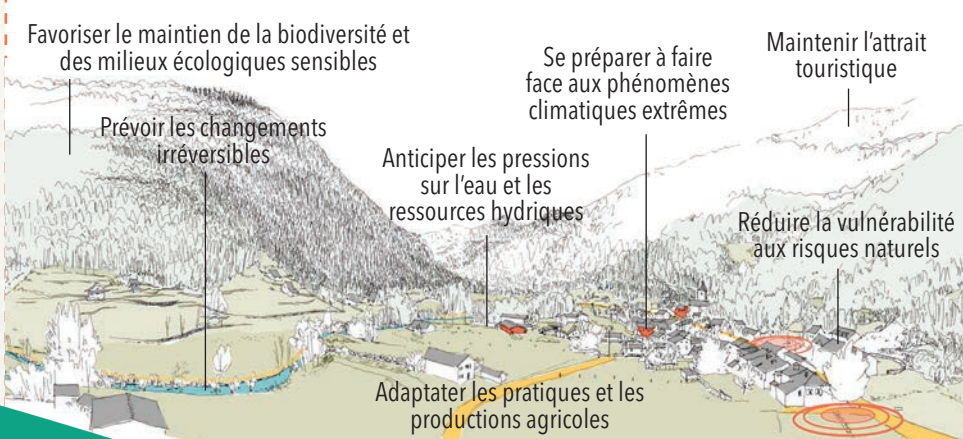 Favoriser le maintien de la biodiversité et
des milieux écologiques sensibles
Prévoir les changements
irréversibles
Anticiper les pressions
sur l'eau et les
ressources hydriques
Se préparer à faire
face aux phénomènes
climatiques extrêmes
Maintenir l'attrait
touristique
Réduire la vulnérabilité
aux risques naturels
Adaptater les pratiques et les
productions agricoles